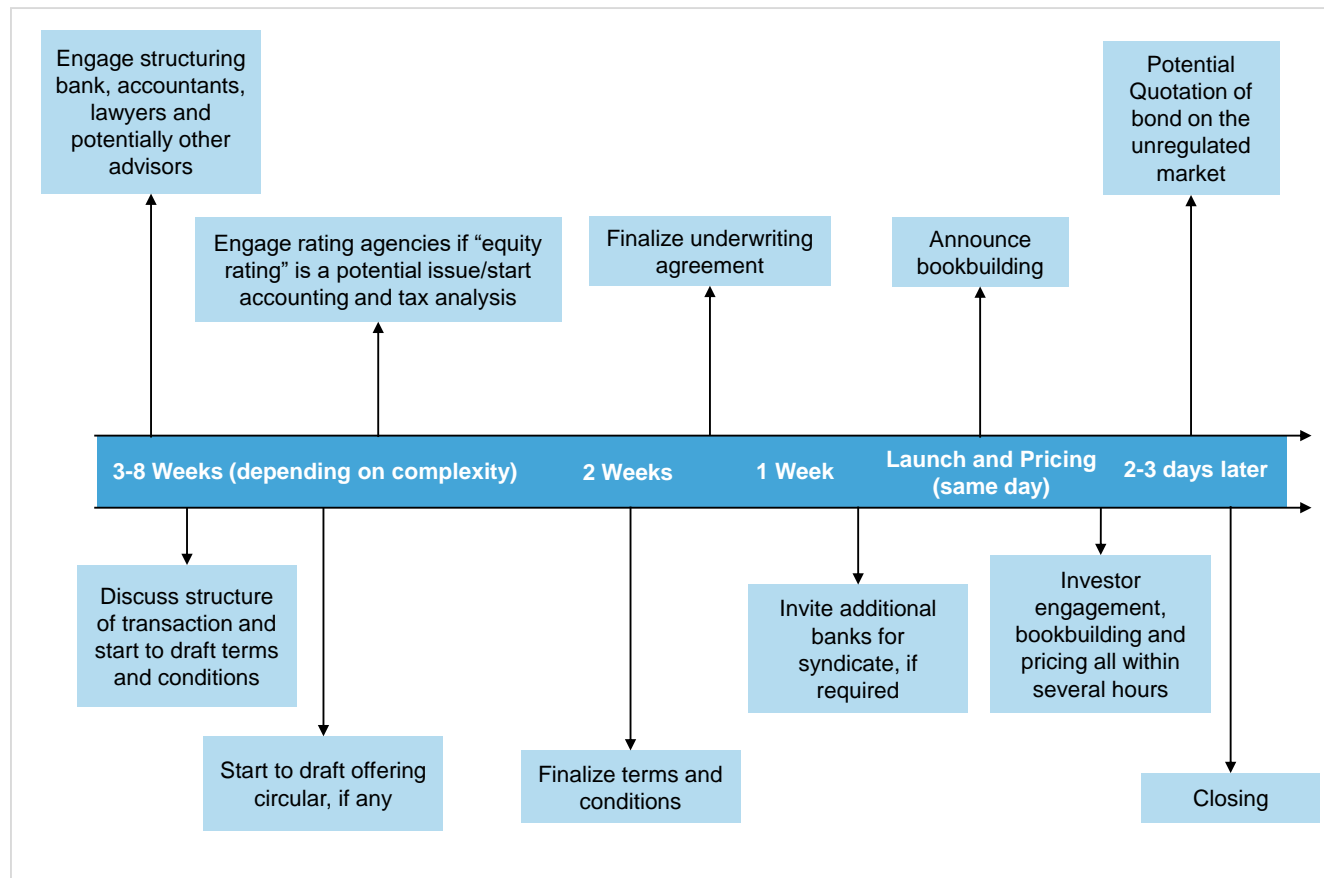 Engage structuring
bank, accountants,
lawyers and
potentially other
advisors
Potential
Quotation of
bond on the
unregulated
market
Engage rating agencies if “equity
rating” is a potential issue/start
accounting and tax analysis
Finalize underwriting
agreement
Announce
bookbuilding
3-8 Weeks (depending on complexity)
2 Weeks
1 Week
Launch and Pricing
(same day)
2-3 days later
Discuss structure
of transaction and
start to draft terms
and conditions
Invite additional
banks for
syndicate, if
required
Investor
engagement,
bookbuilding and
pricing all within
several hours
Start to draft offering
circular, if any
Finalize terms and
conditions
Closing